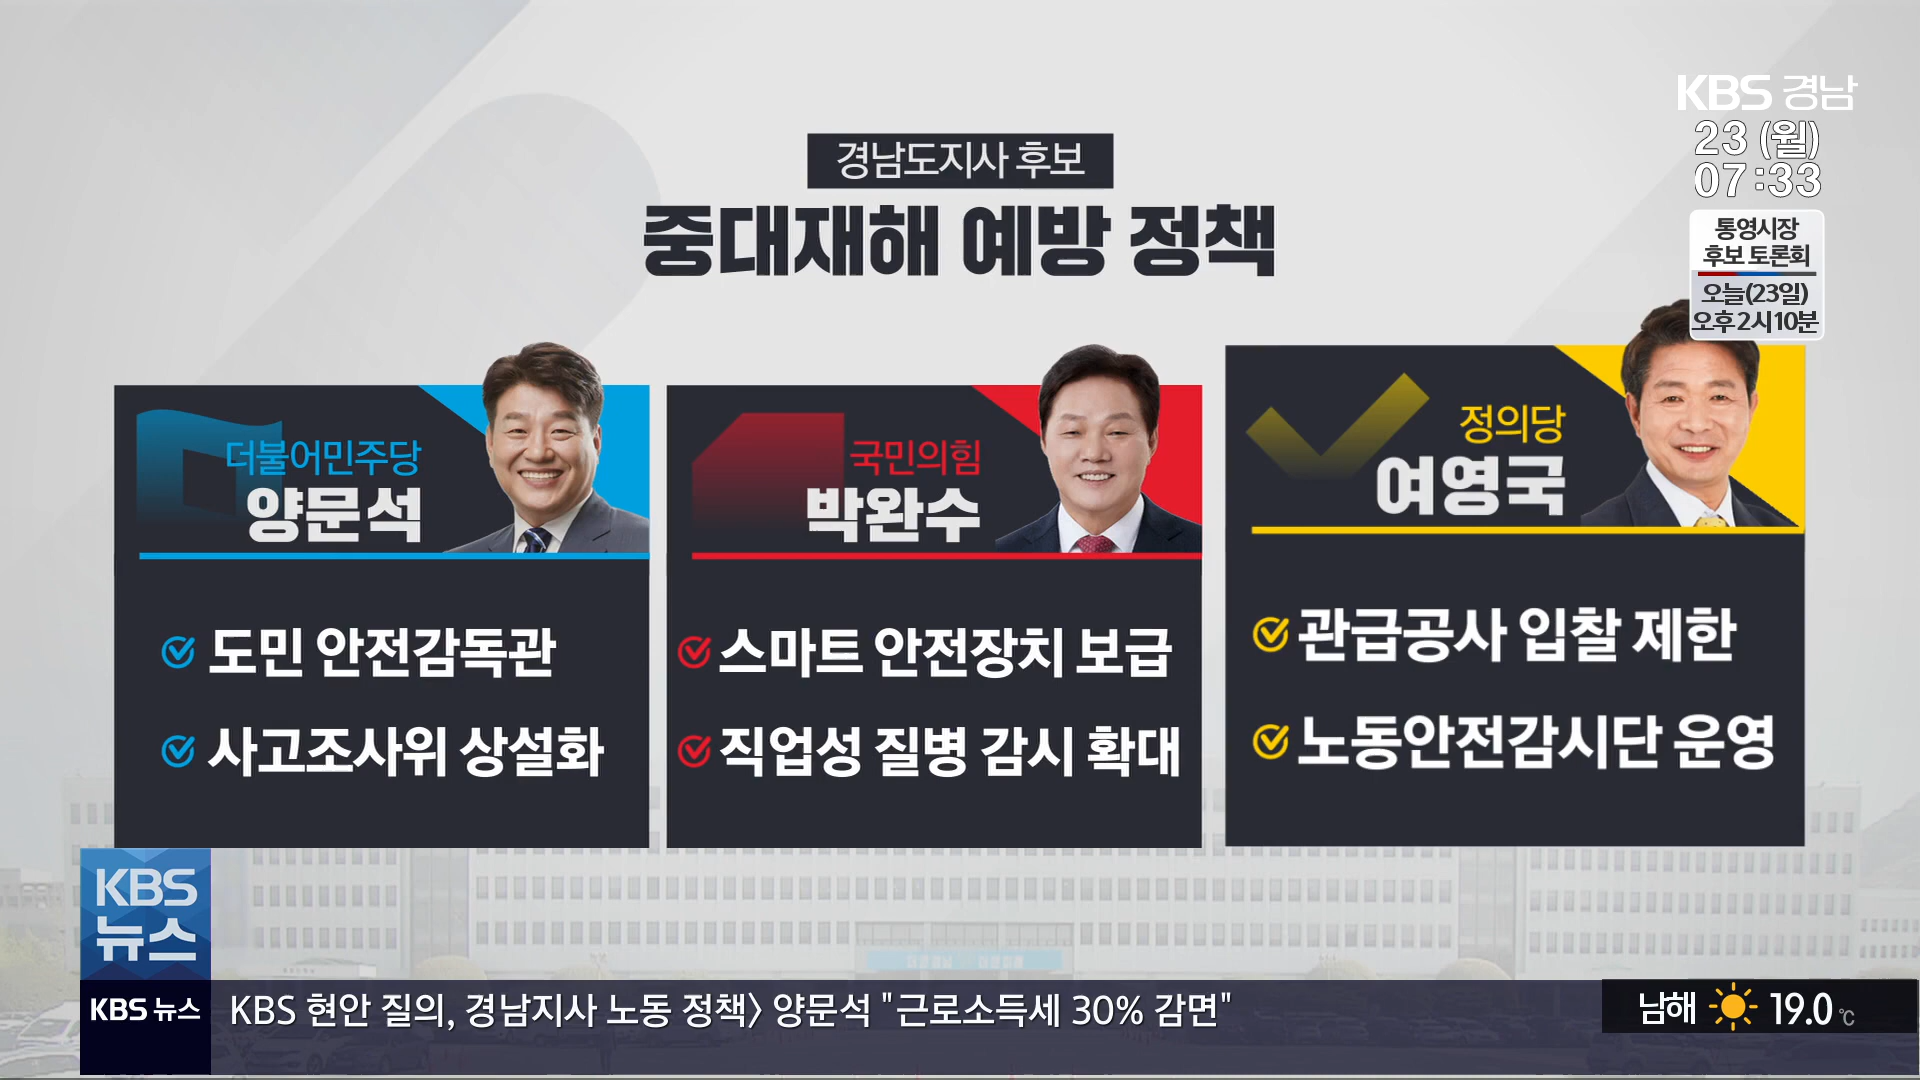 KBS 경남
23 (월)
07:33
통영시장
후보 토론회
오늘(23일)
오후 2시 10분
경남도지사 후보
중대재해 예방 정책
더불어민주당
양문석
도민 안전감독관
사고조사위 상설화
국민의힘
박완수
스마트 안전장치 보급
직업성 질병 감시 확대
정의당
여영국
관급공사 입찰 제한
노동안전감시단 운영
KBS
뉴스
KBS 뉴스
KBS 현안 질의, 경남지사 노동 정책> 양문석 "근로소득세 30% 감면"
남해 19.0℃